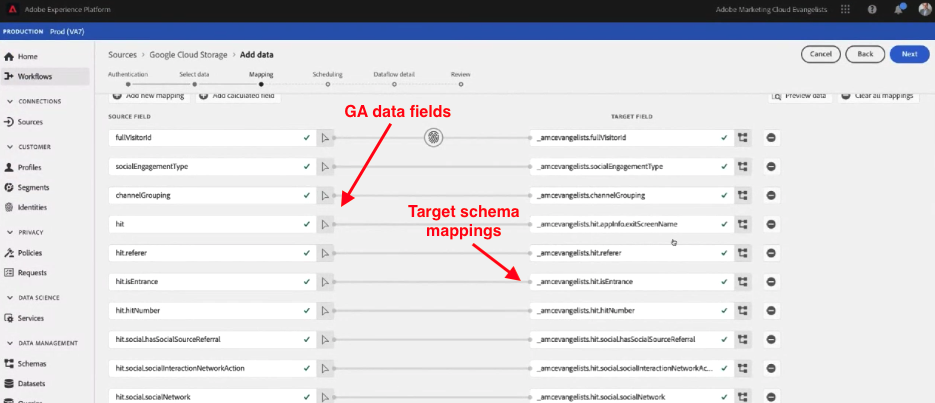 Adobe Experience Platform
Adobe Marketing Cloud Evangelists
PRODUCTION Prod (VA7)
Home
Workflows
CONNECTIONS
Sources
CUSTOMER
Profiles
Segments
Identities
PRIVACY
Policies
Requests
DATA SCIENCE
Services
DATA MANAGEMENT
Schemas
Datasets
Queries
Sources > Google Cloud Storage > Add data
Cancel
Back
Next
Authentication Select data Mapping Scheduling Dataflow detail Review
Add new mapping Add calculated field Preview data Clear all mappings
SOURCE FIELD TARGET FIELD
GA data fields
fullVisitorId _amcevangelists.fullVisitorId
socialEngagementType _amcevangelists.socialEngagementType
channelGrouping _amcevangelists.channelGrouping
Target schema
mappings
hit _amcevangelists.hit.appInfo.exitScreenName
hit.referer _amcevangelists.hit.referer
hit.isEntrance _amcevangelists.hit.isEntrance
hit.hitNumber _amcevangelists.hit.hitNumber
hit.social.hasSocialSourceReferral _amcevangelists.hit.social.hasSocialSourceReferral
hit.social.socialInteractionNetworkAction _amcevangelists.hit.social.socialInteractionNetworkAc...
hit.social.socialNetwork _amcevangelists.hit.social.socialNetwork